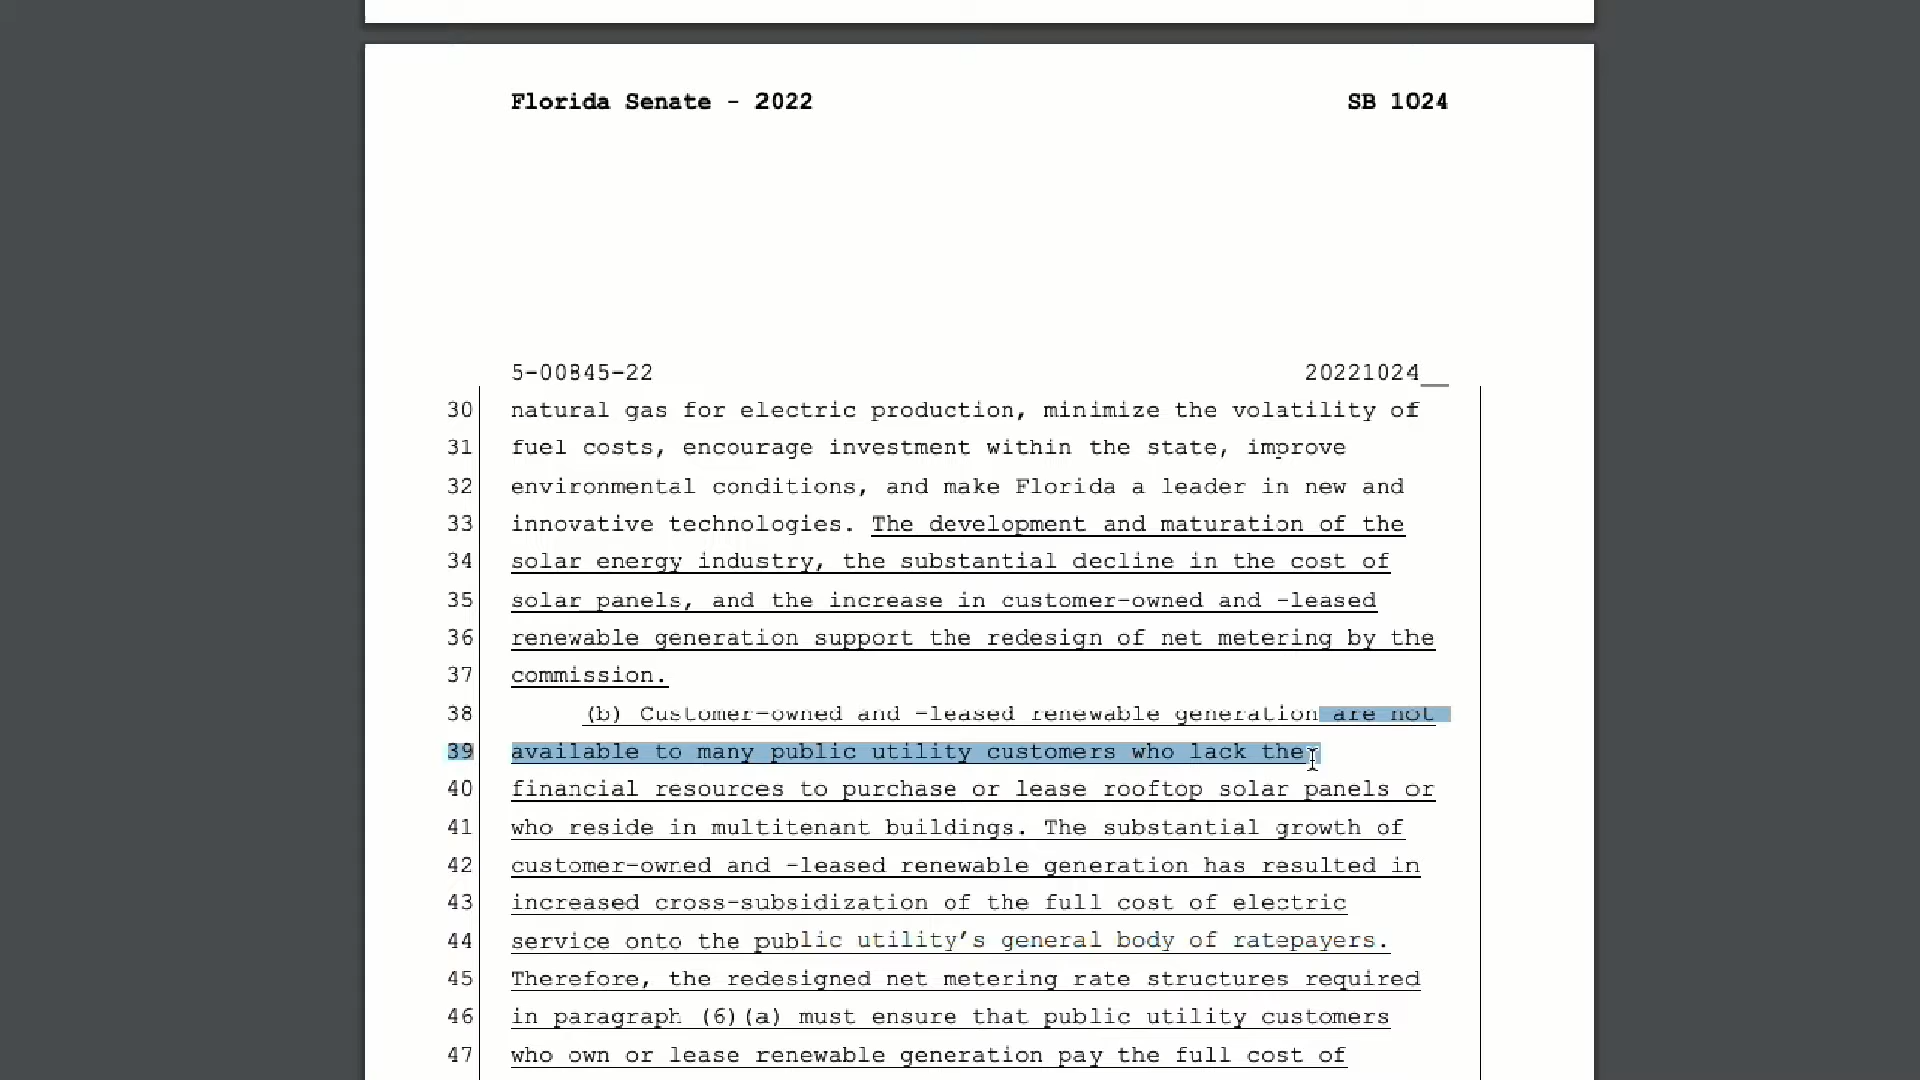 Florida Senate - 2022 SB 1024
5-00845-22 20221024__
30 natural gas for electric production, minimize the volatility of
31 fuel costs, encourage investment within the state, improve
32 environmental conditions, and make Florida a leader in new and
33 innovative technologies. The development and maturation of the
34 solar energy industry, the substantial decline in the cost of
35 solar panels, and the increase in customer-owned and -leased
36 renewable generation support the redesign of net metering by the
37 commission.
38 (b) Customer-owned and -leased renewable generation are not
39 available to many public utility customers who lack the
40 financial resources to purchase or lease rooftop solar panels or
41 who reside in multitenant buildings. The substantial growth of
42 customer-owned and -leased renewable generation has resulted in
43 increased cross-subsidization of the full cost of electric
44 service onto the public utility’s general body of ratepayers.
45 Therefore, the redesigned net metering rate structures required
46 in paragraph (6)(a) must ensure that public utility customers
47 who own or lease renewable generation pay the full cost of